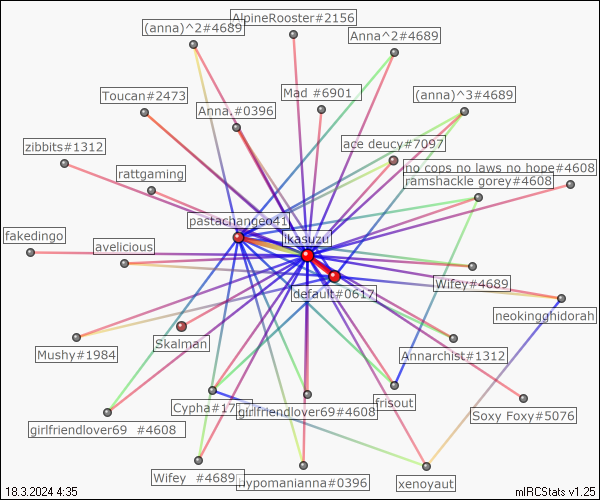 AlpineRooster#2156
(anna)^2#4689
Anna^2#4689
Toucan#2473
Mad #6901
(anna)^3#4689
Anna,#0396
zibbits#1312
ace deucy#7097
rattgaming
no cops no laws no hope#4608
ramshackle gorey#4608
pastachangeo41
fakedingo
avelicious
jkasuzu
default#0617
Wifey#4689
neokingghidorah
Mushy#1984
Skalman
Annarchist#1312
girlfriendlover69 #4608
Cypha#17
girlfriendlover69#4608
frisout
Soxy Foxy#5076
Wifey #4689
hypomanianna#0396
xenoyaut
18.3.2024 4:35
mIRCStats v1.25